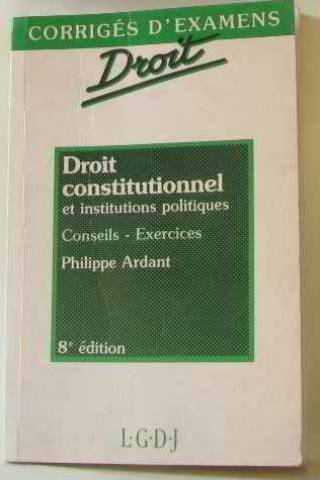 CORRIGÉS D'EXAMENS
Droit
Droit
constitutionnel
et institutions politiques
Conseils - Exercices
Philippe Ardant
8e édition
L·G·D·J